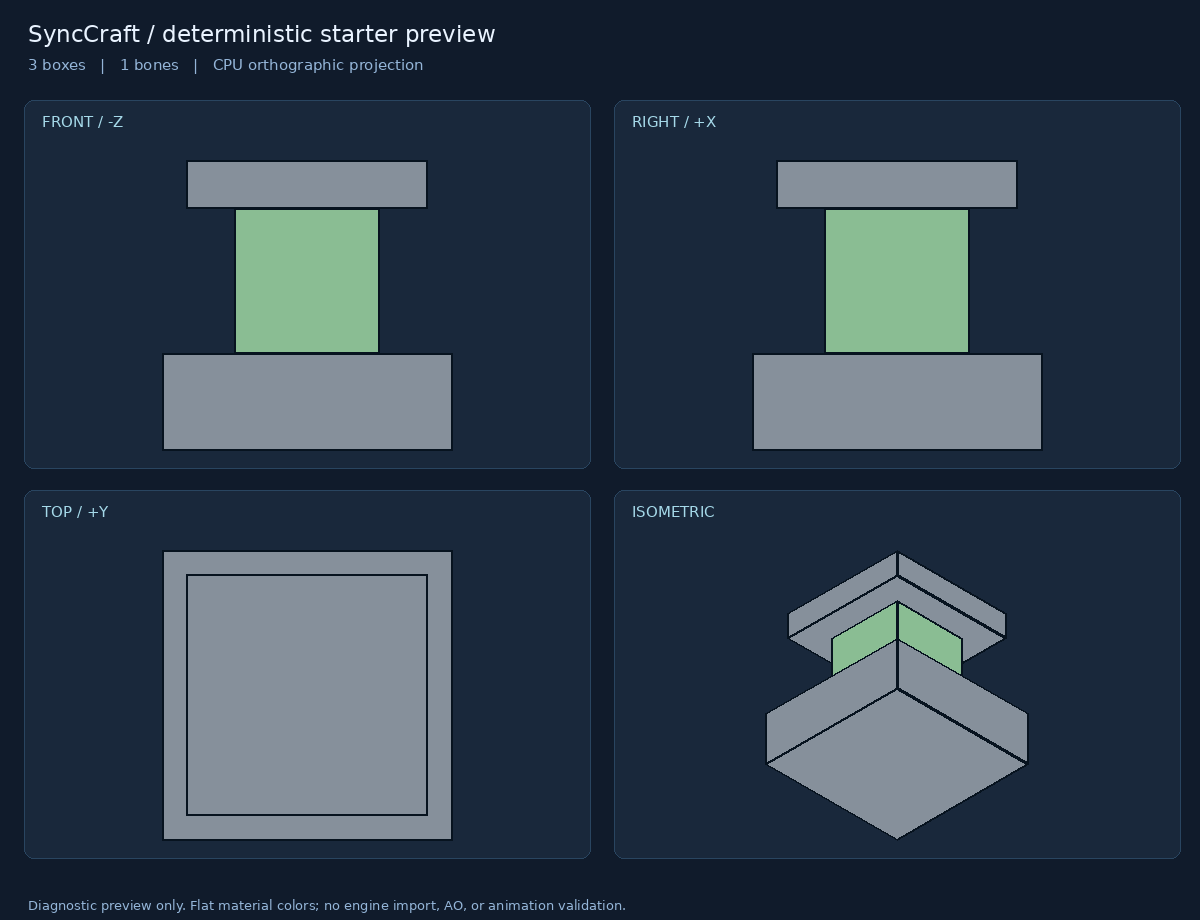 SyncCraft / deterministic starter preview
3 boxes | 1 bones | CPU orthographic projection
FRONT / -Z
RIGHT / +X
TOP / +Y
ISOMETRIC
Diagnostic preview only. Flat material colors; no engine import, AO, or animation validation.